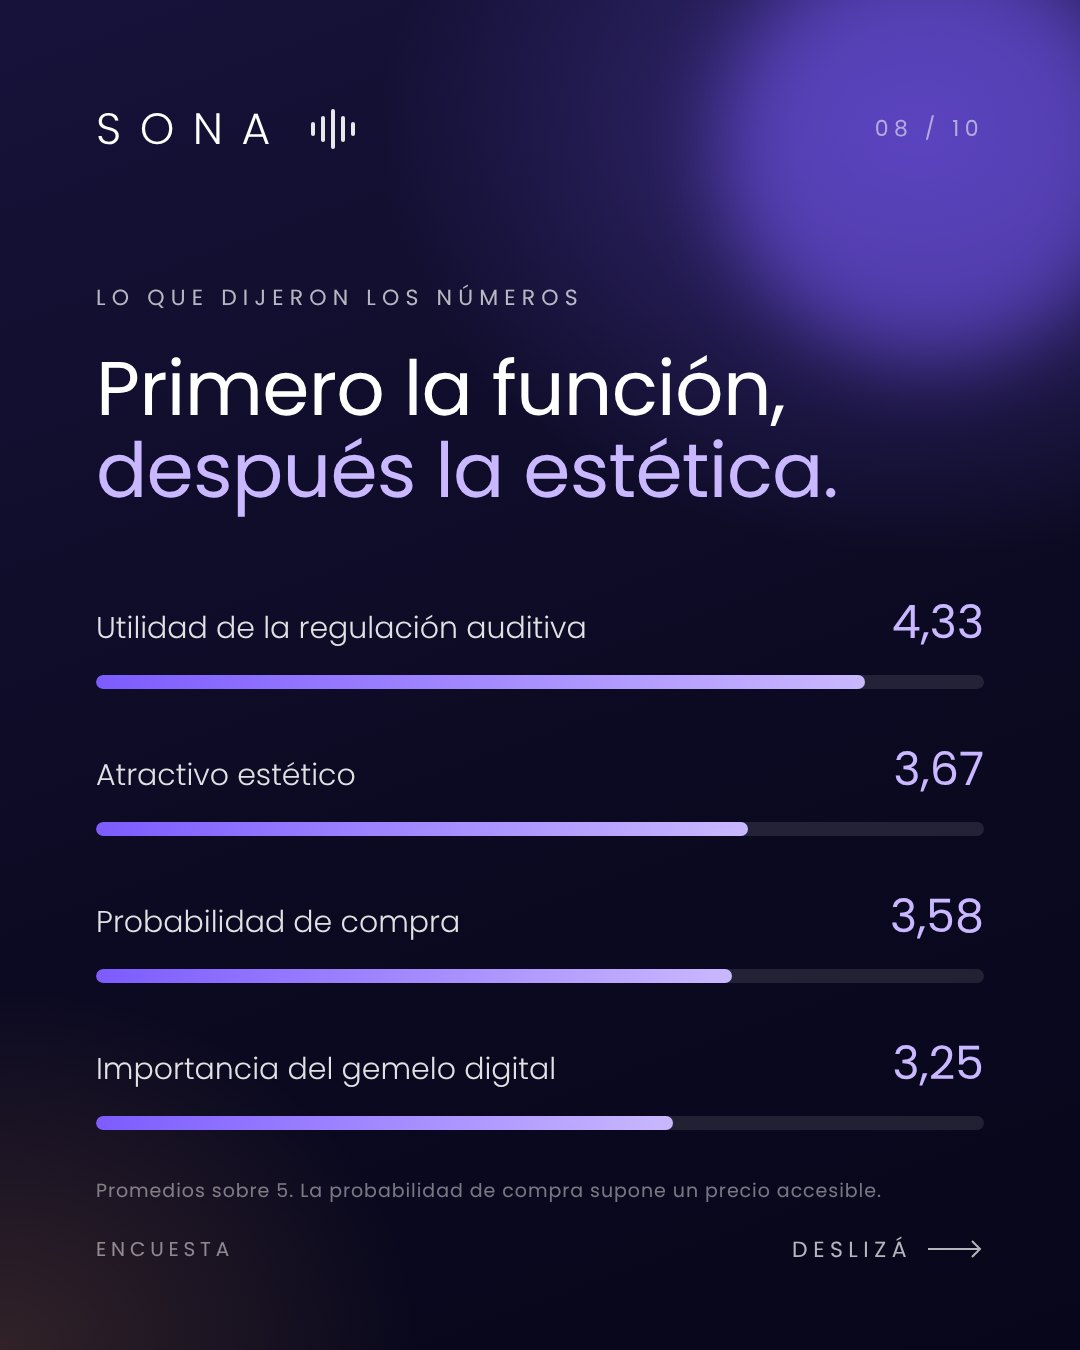 SONA
08 / 10
LO QUE DIJERON LOS NÚMEROS
Primero la función,
después la estética.
Utilidad de la regulación auditiva 4,33
Atractivo estético 3,67
Probabilidad de compra 3,58
Importancia del gemelo digital 3,25
Promedios sobre 5. La probabilidad de compra supone un precio accesible.
ENCUESTA
DESLIZÁ